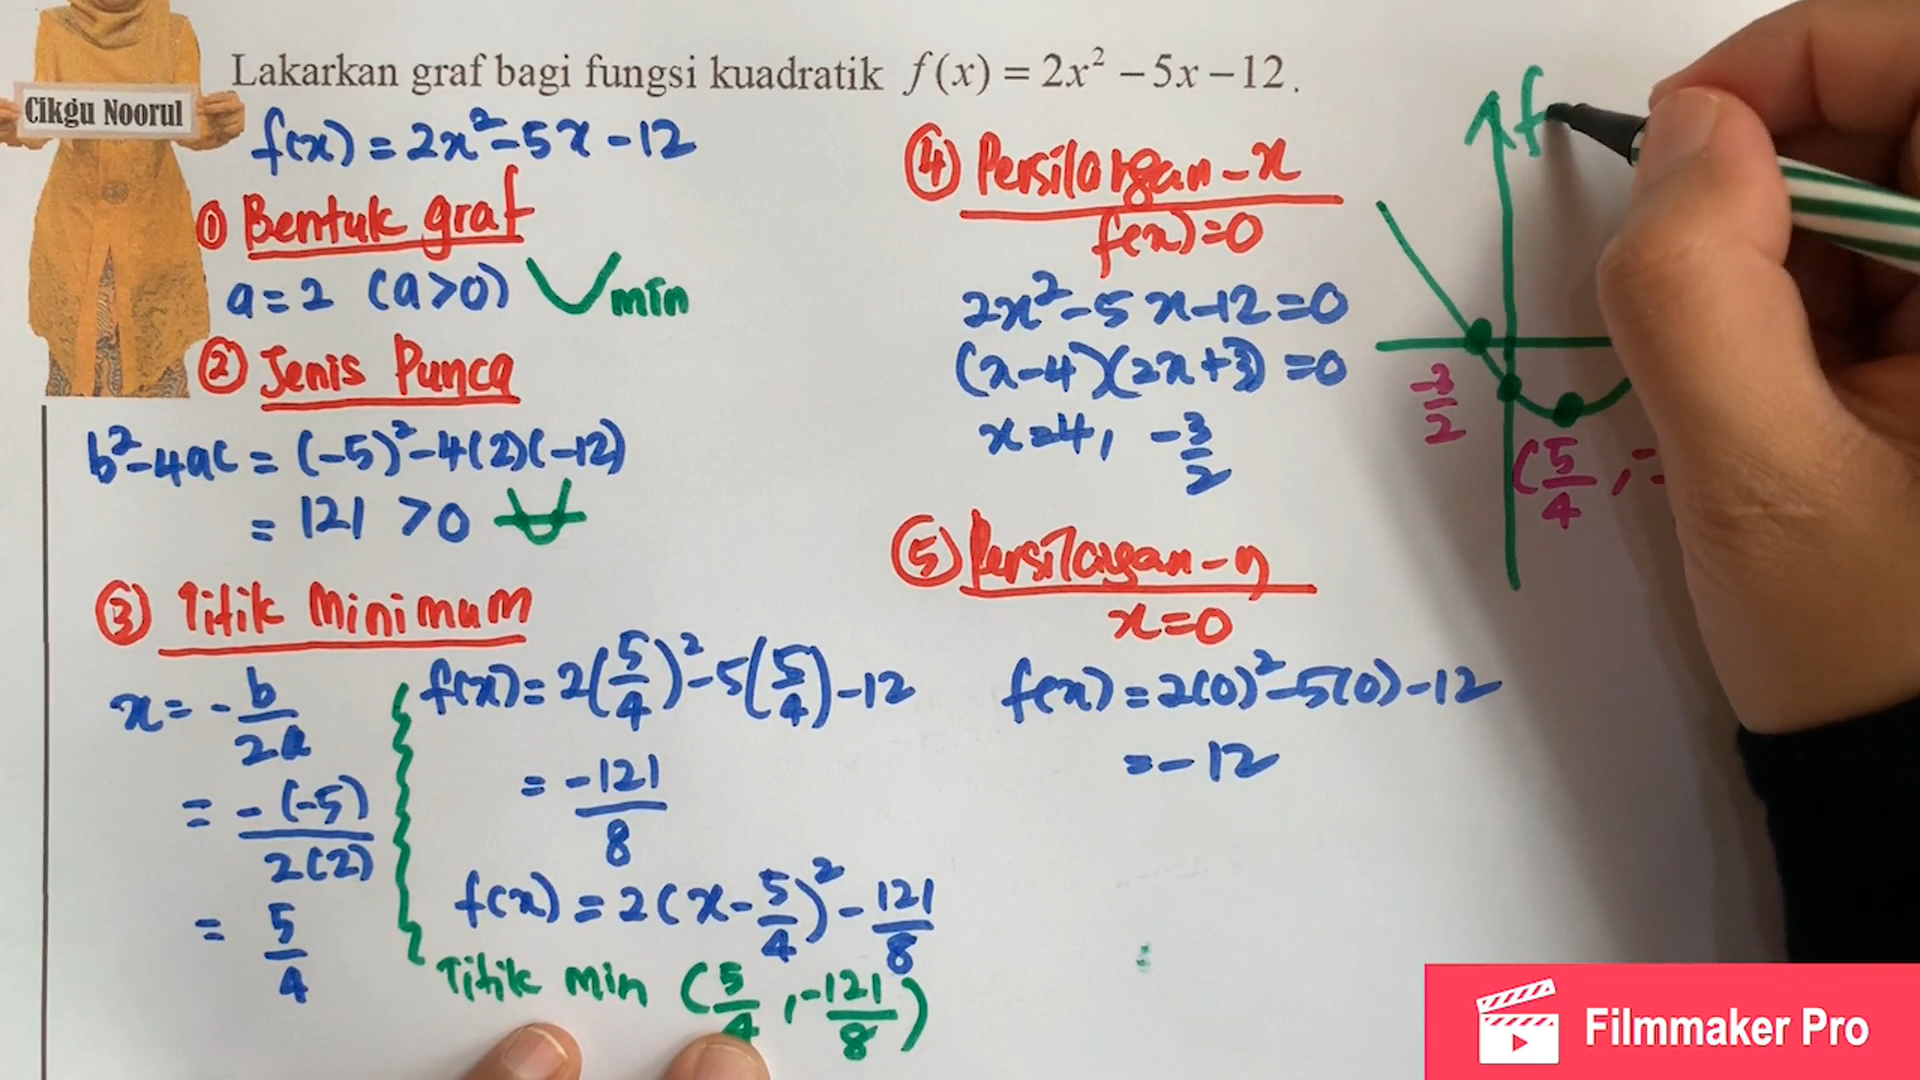 Lakarkan graf bagi fungsi kuadratik f(x) = 2x² − 5x − 12.
Cikgu Noorul
f(x) = 2x² − 5x − 12
① Bentuk graf
a = 2 (a > 0) min
② Jenis Punca
b² − 4ac = (−5)² − 4(2)(−12)
= 121 > 0
③ Titik Minimum
x = − b/2a
= −(−5)/2(2)
= 5/4
f(x) = 2(5/4)² − 5(5/4) − 12
= −121/8
f(x) = 2(x − 5/4)² − 121/8
Titik min (5/4, −121/8)
④ Persilangan-x
f(x) = 0
2x² − 5x − 12 = 0
(x − 4)(2x + 3) = 0
x = 4, −3/2
⑤ Persilangan-y
x = 0
f(x) = 2(0)² − 5(0) − 12
= −12
f
−3/2
(5/4, −
Filmmaker Pro